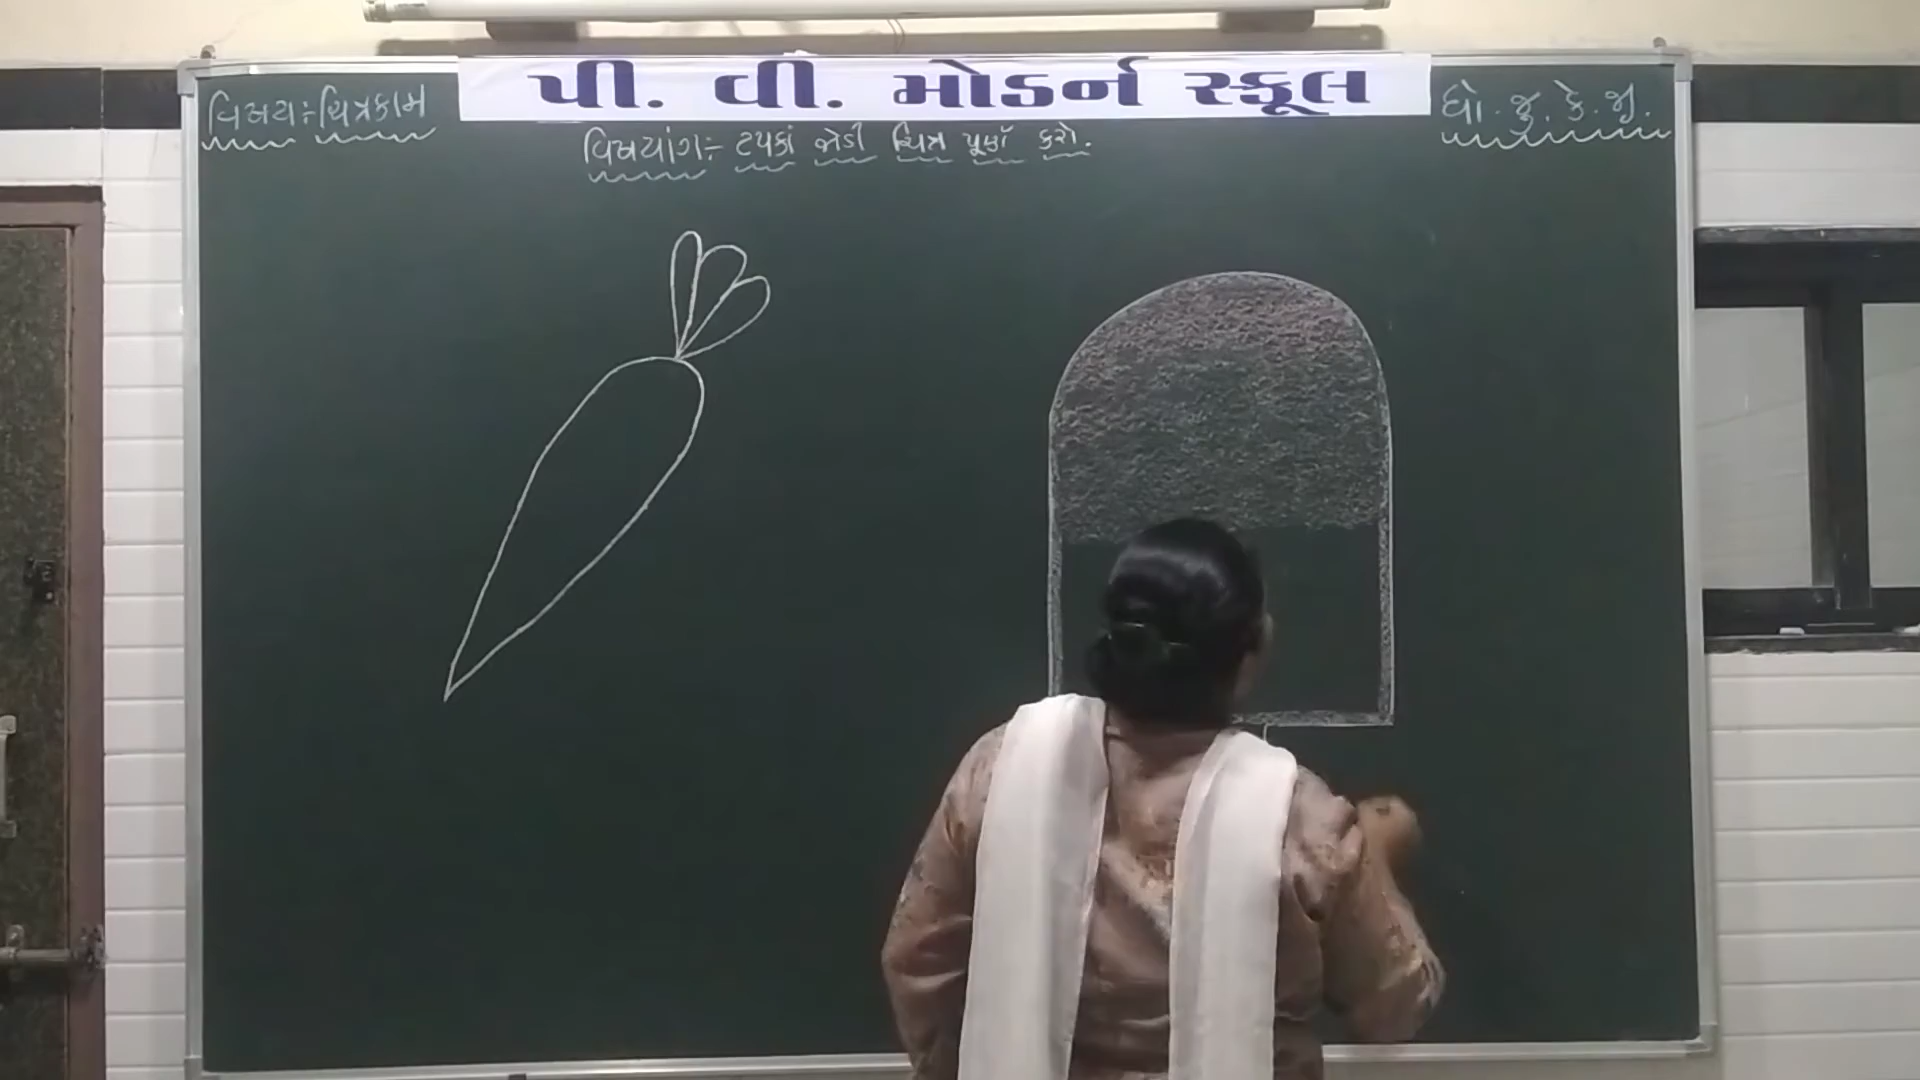 પી. વી. મોડર્ન સ્કૂલ
વિષય:- ચિત્રકામ
ધો. જુ. કે. જી.
વિષયાંગ:- ટપકાં જોડી ચિત્ર પૂર્ણ કરો.